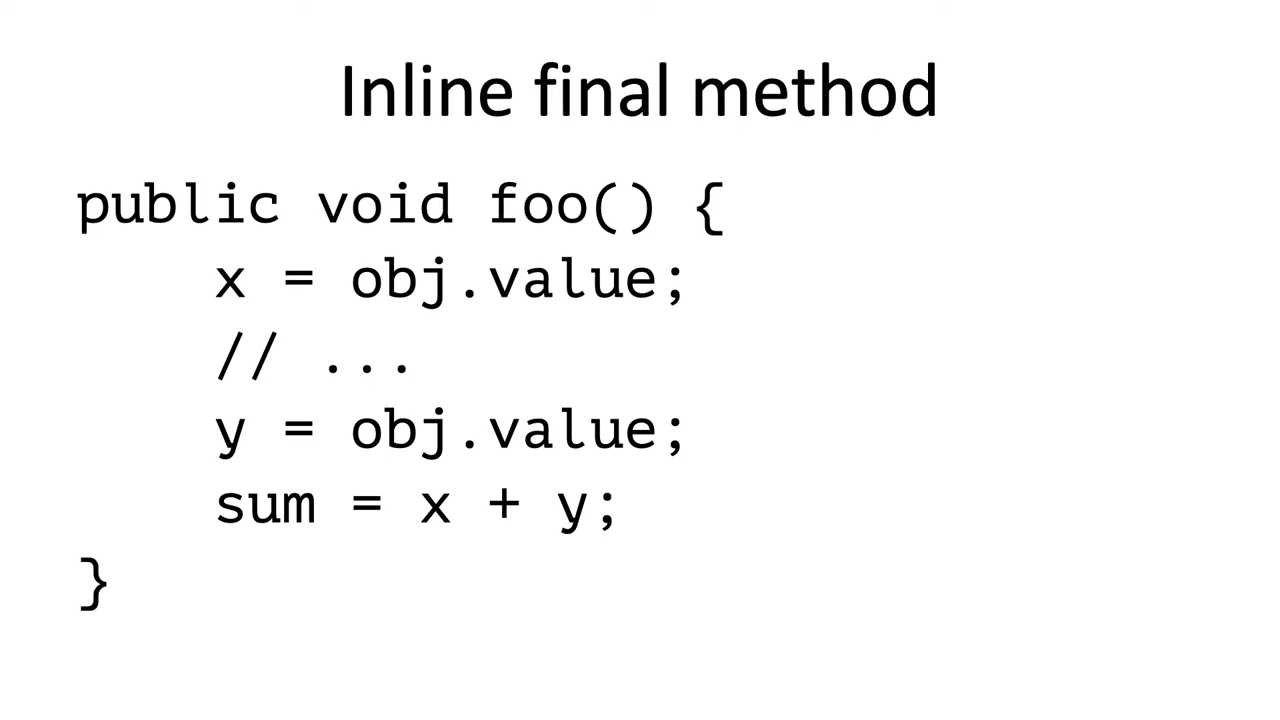 Inline final method
public void foo() {
    x = obj.value;
    // ...
    y = obj.value;
    sum = x + y;
}